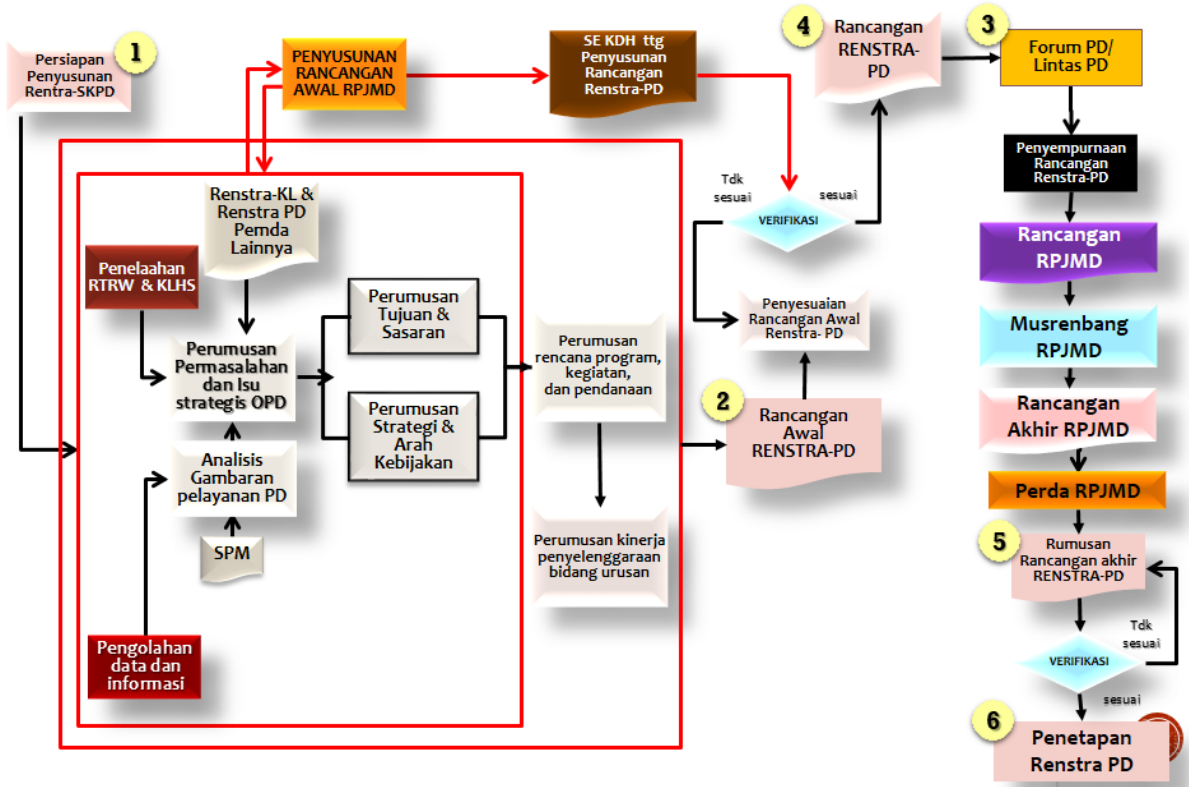 1
Persiapan
Penyusunan
Rentra-SKPD
PENYUSUNAN
RANCANGAN
AWAL RPJMD
SE KDH ttg
Penyusunan
Rancangan
Renstra-PD
4
Rancangan
RENSTRA-
PD
3
Forum PD/
Lintas PD
Penyempurnaan
Rancangan
Renstra-PD
Renstra-KL &
Renstra PD
Pemda
Lainnya
Penelaahan
RTRW & KLHS
Perumusan
Permasalahan
dan Isu
strategis OPD
Analisis
Gambaran
pelayanan PD
SPM
Pengolahan
data dan
informasi
Perumusan
Tujuan &
Sasaran
Perumusan
Strategi &
Arah
Kebijakan
Perumusan
rencana program,
kegiatan,
dan pendanaan
Perumusan kinerja
penyelenggaraan
bidang urusan
2
Rancangan
Awal
RENSTRA-PD
Penyesuaian
Rancangan Awal
Renstra- PD
Tdk
sesuai
sesuai
VERIFIKASI
Rancangan
RPJMD
Musrenbang
RPJMD
Rancangan
Akhir RPJMD
Perda RPJMD
5
Rumusan
Rancangan akhir
RENSTRA-PD
Tdk
sesuai
VERIFIKASI
sesuai
6
Penetapan
Renstra PD